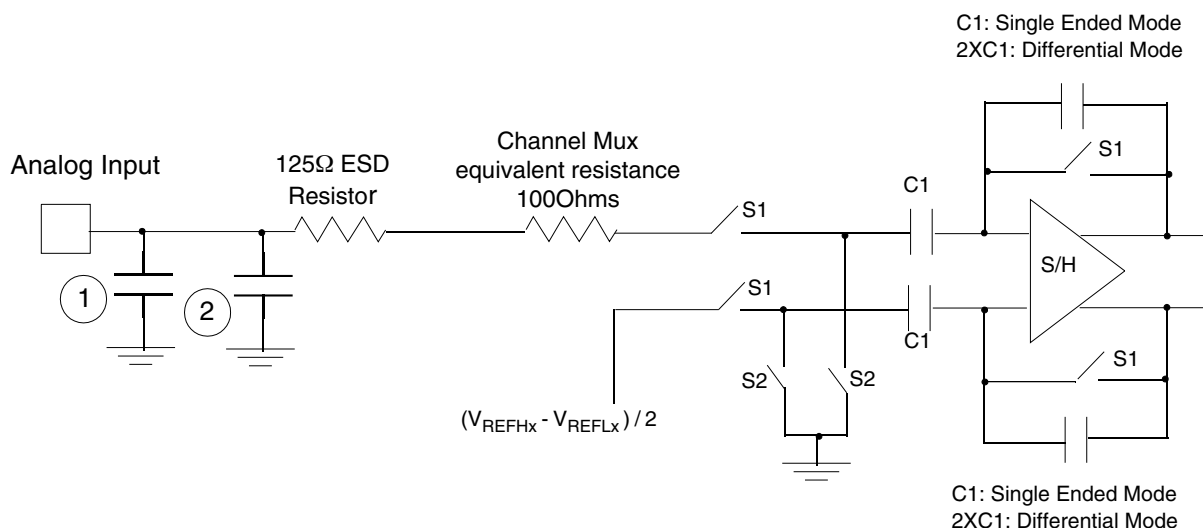 C1: Single Ended Mode
2XC1: Differential Mode
Analog Input
125Ω ESD
Resistor
Channel Mux
equivalent resistance
100Ohms
S1
C1
S1
S/H
1
2
S1
C1
S1
S2
S2
(VREFHx - VREFLx) / 2
C1: Single Ended Mode
2XC1: Differential Mode